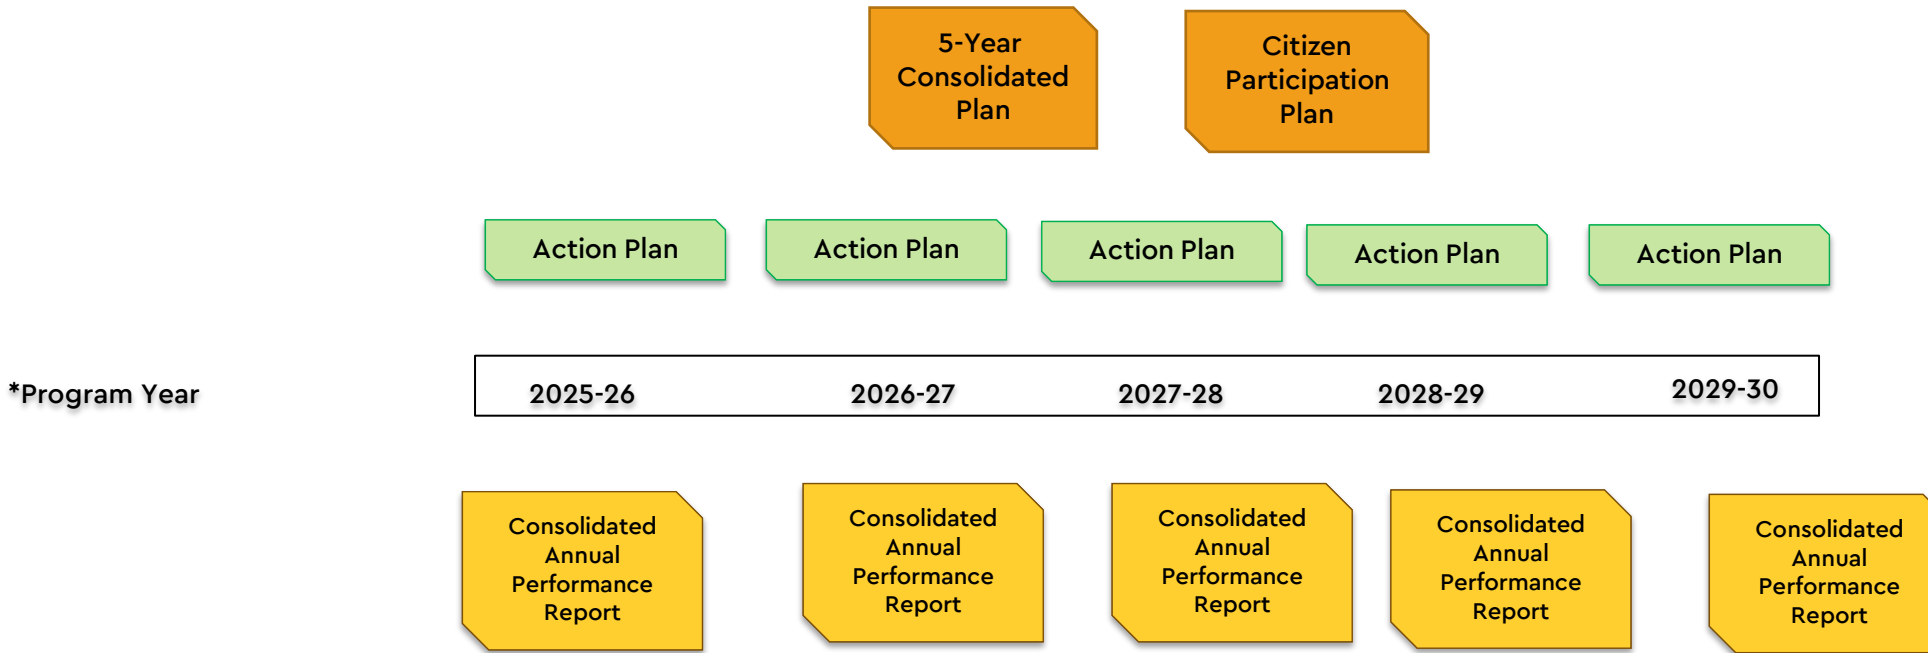 5-Year
Consolidated
Plan
Citizen
Participation
Plan
Action Plan
Action Plan
Action Plan
Action Plan
Action Plan
*Program Year
2025-26
2026-27
2027-28
2028-29
2029-30
Consolidated
Annual
Performance
Report
Consolidated
Annual
Performance
Report
Consolidated
Annual
Performance
Report
Consolidated
Annual
Performance
Report
Consolidated
Annual
Performance
Report